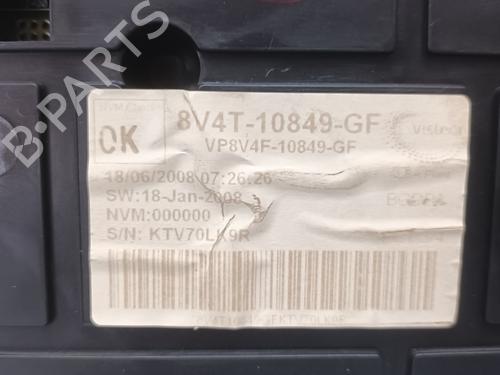 B-PARTS
OK
8V4T-10849-GF
VP8V4F-10849-GF
Visteon
18/06/2008 07:26:26
SW:18-Jan-2008
NVM:000000
S/N: KTV70LK9R
8V4T10849GFKTV70LK9R